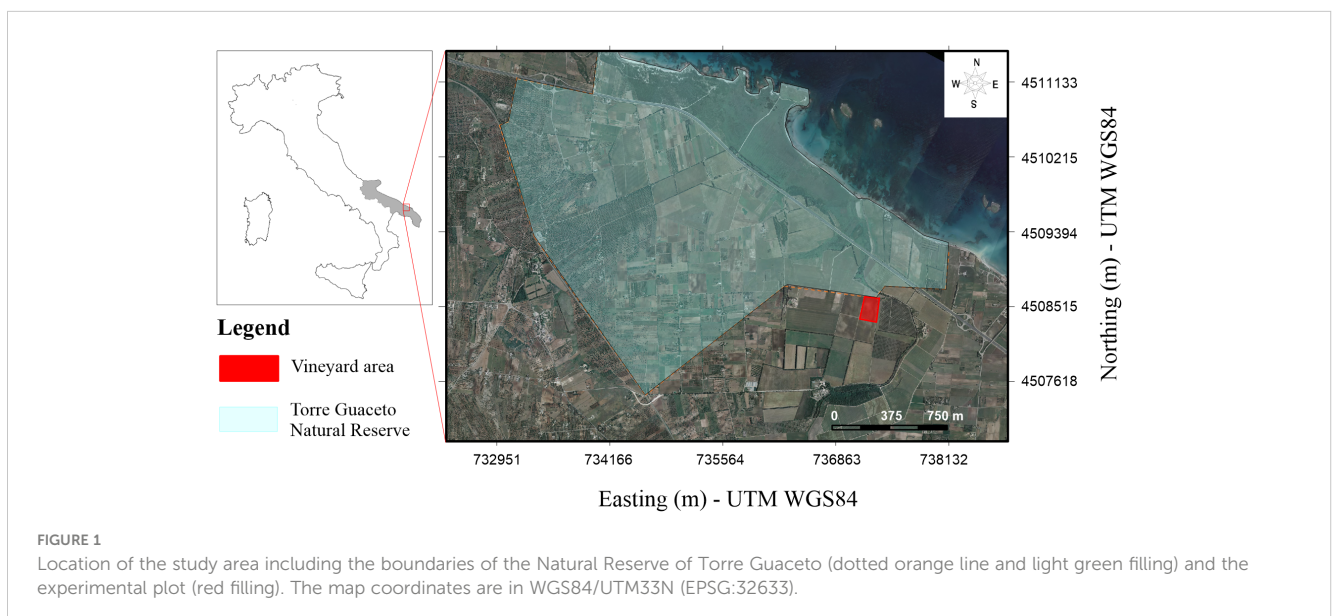 N
W E
S
4511133
4510215
4509394
4508515
4507618
Northing (m) - UTM WGS84
Legend
Vineyard area
Torre Guaceto
Natural Reserve
0 375 750 m
732951 734166 735564 736863 738132
Easting (m) - UTM WGS84
FIGURE 1
Location of the study area including the boundaries of the Natural Reserve of Torre Guaceto (dotted orange line and light green filling) and the
experimental plot (red filling). The map coordinates are in WGS84/UTM33N (EPSG:32633).